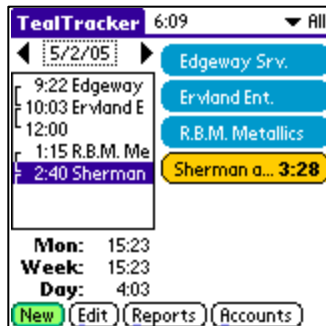 TealTracker 6:09 All
5/2/05
Edgeway Srv.
Ervland Ent.
R.B.M. Metallics
Sherman a... 3:28
9:22 Edgeway
10:03 Ervland E
12:00
1:15 R.B.M. Me
2:40 Sherman
Mon: 15:23
Week: 15:23
Day: 4:03
New Edit Reports Accounts